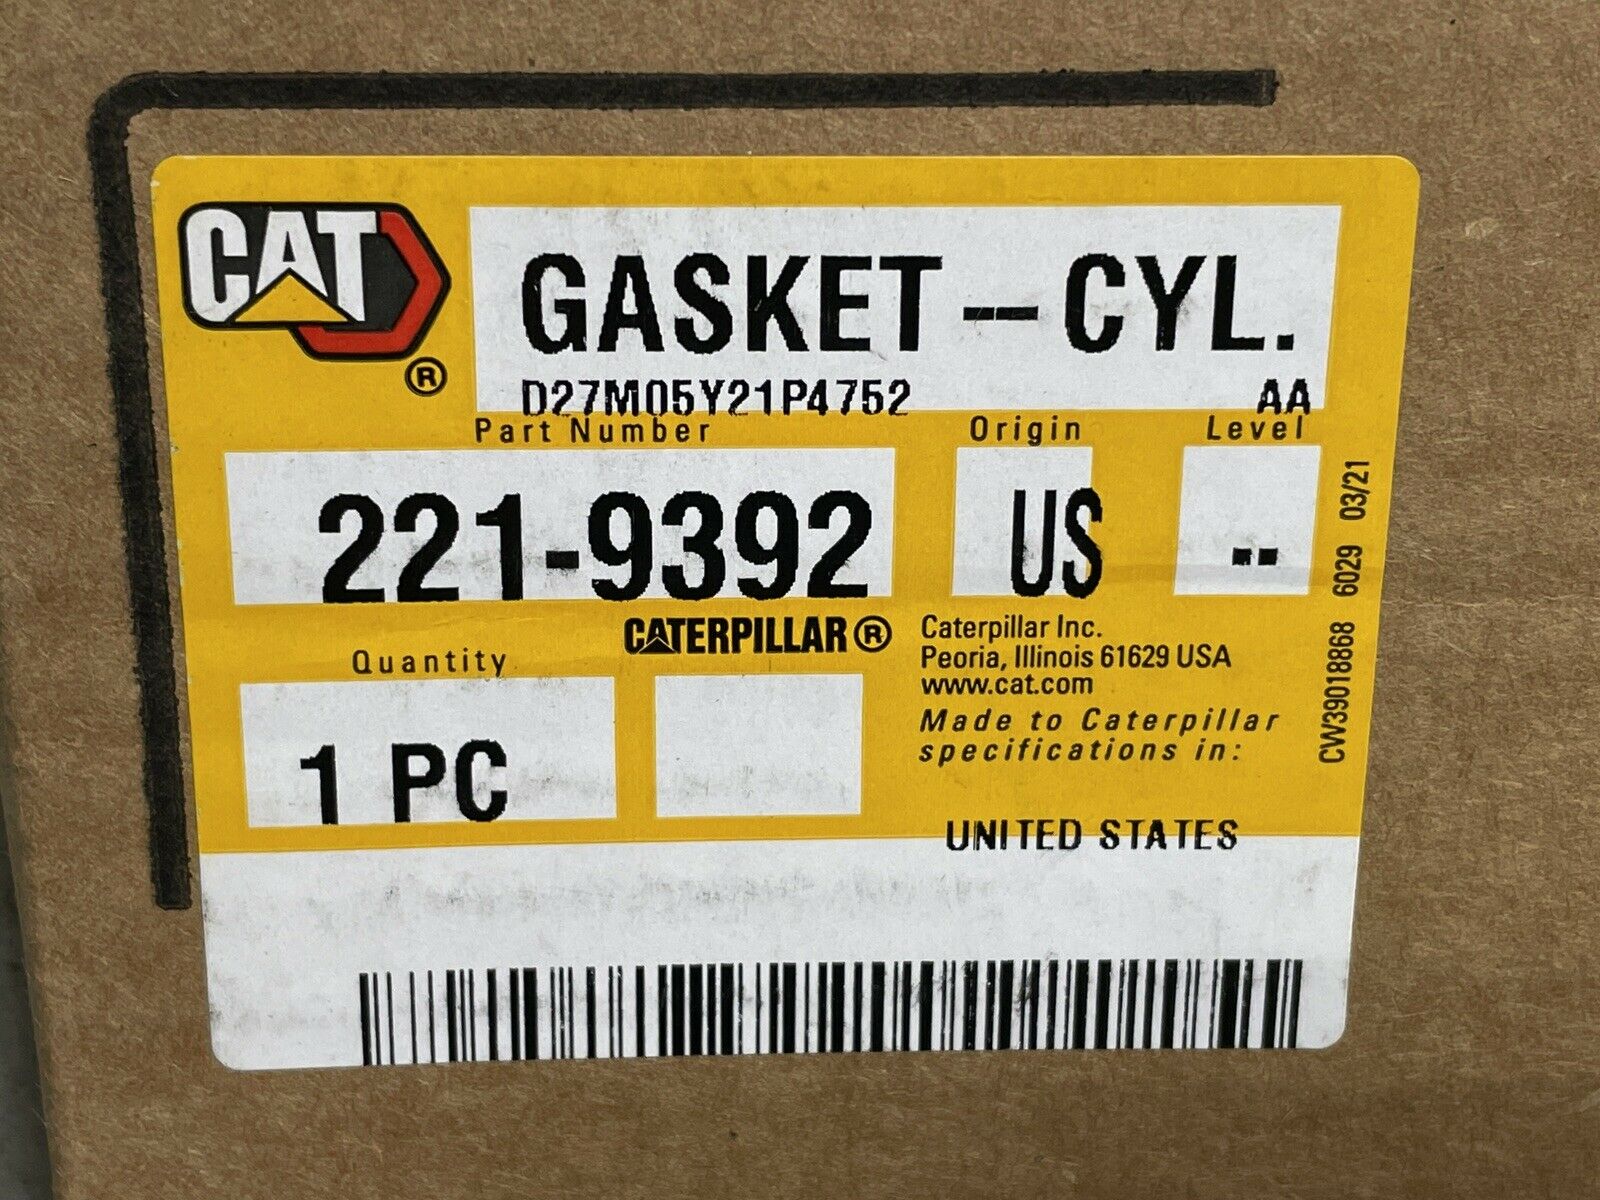 CAT®
GASKET--CYL.
D27M05Y21P4752 AA
Part Number Origin Level
221-9392 US --
CATERPILLAR®
Quantity
1 PC
Caterpillar Inc.
Peoria, Illinois 61629 USA
www.cat.com
Made to Caterpillar
specifications in:
UNITED STATES
CW39018868 6029 03/21